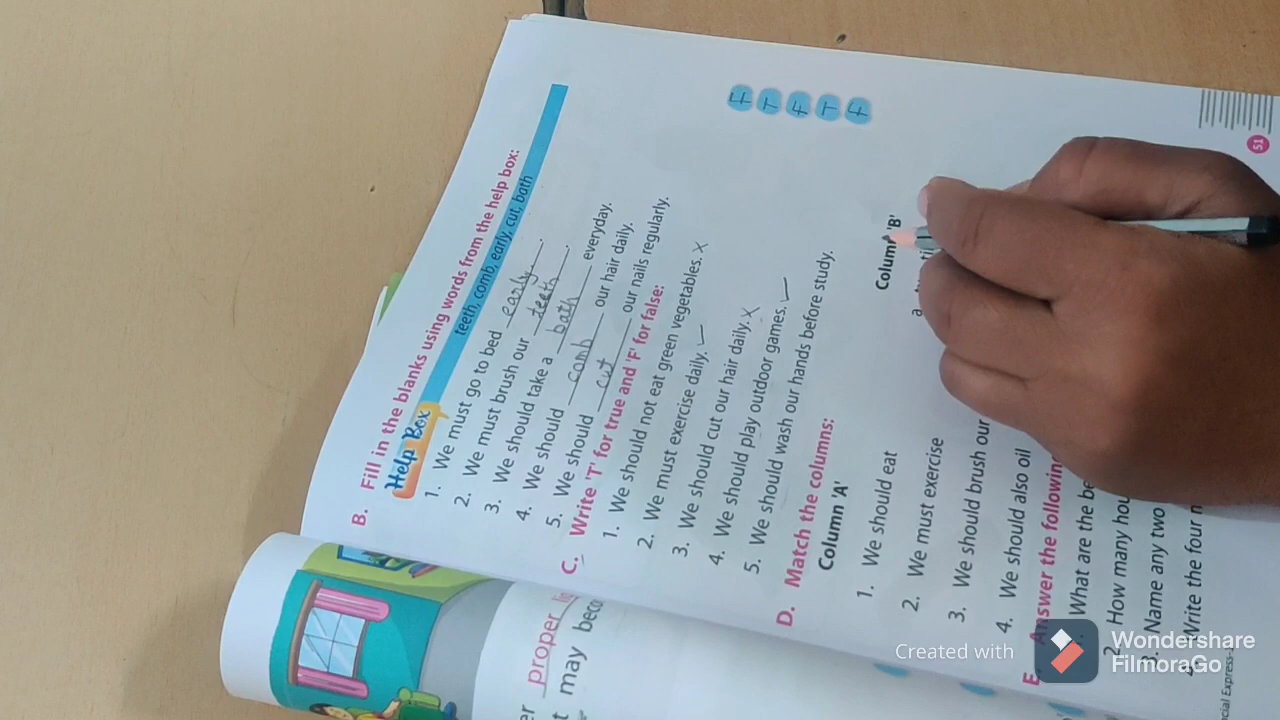 B. Fill in the blanks using words from the help box:
Help Box
teeth, comb, early, cut, bath
1. We must go to bed early.
2. We must brush our teeth.
3. We should take a bath everyday.
4. We should comb our hair daily.
5. We should cut our nails regularly.
C. Write 'T' for true and 'F' for false:
1. We should not eat green vegetables. X F
2. We must exercise daily. ✓ T
3. We should cut our hair daily. X F
4. We should play outdoor games. ✓ T
5. We should wash our hands before study. F
D. Match the columns:
Column 'A' Column 'B'
1. We should eat a
2. We must exercise
3. We should brush our
4. We should also oil
E. Answer the following
1. What are the
2. How many
3. Name any two
4. Write the four
51
proper
may
Created with
Wondershare
FilmoraGo